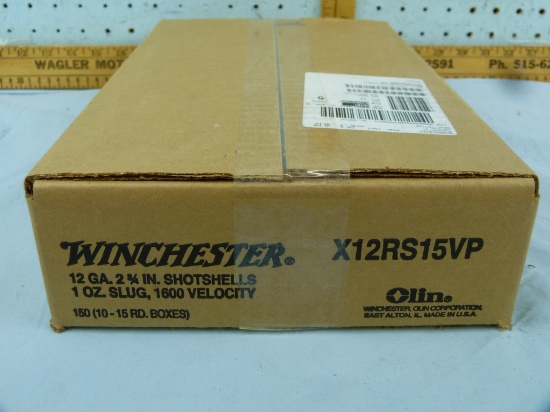 WAGLER MOT
2591
Ph. 515-62
WINCHESTER®
X12RS15VP
12 GA. 2 ¾ IN. SHOTSHELLS
1 OZ. SLUG, 1600 VELOCITY
150 (10 - 15 RD. BOXES)
Olin®
WINCHESTER, OLIN CORPORATION,
EAST ALTON, IL, MADE IN U.S.A.